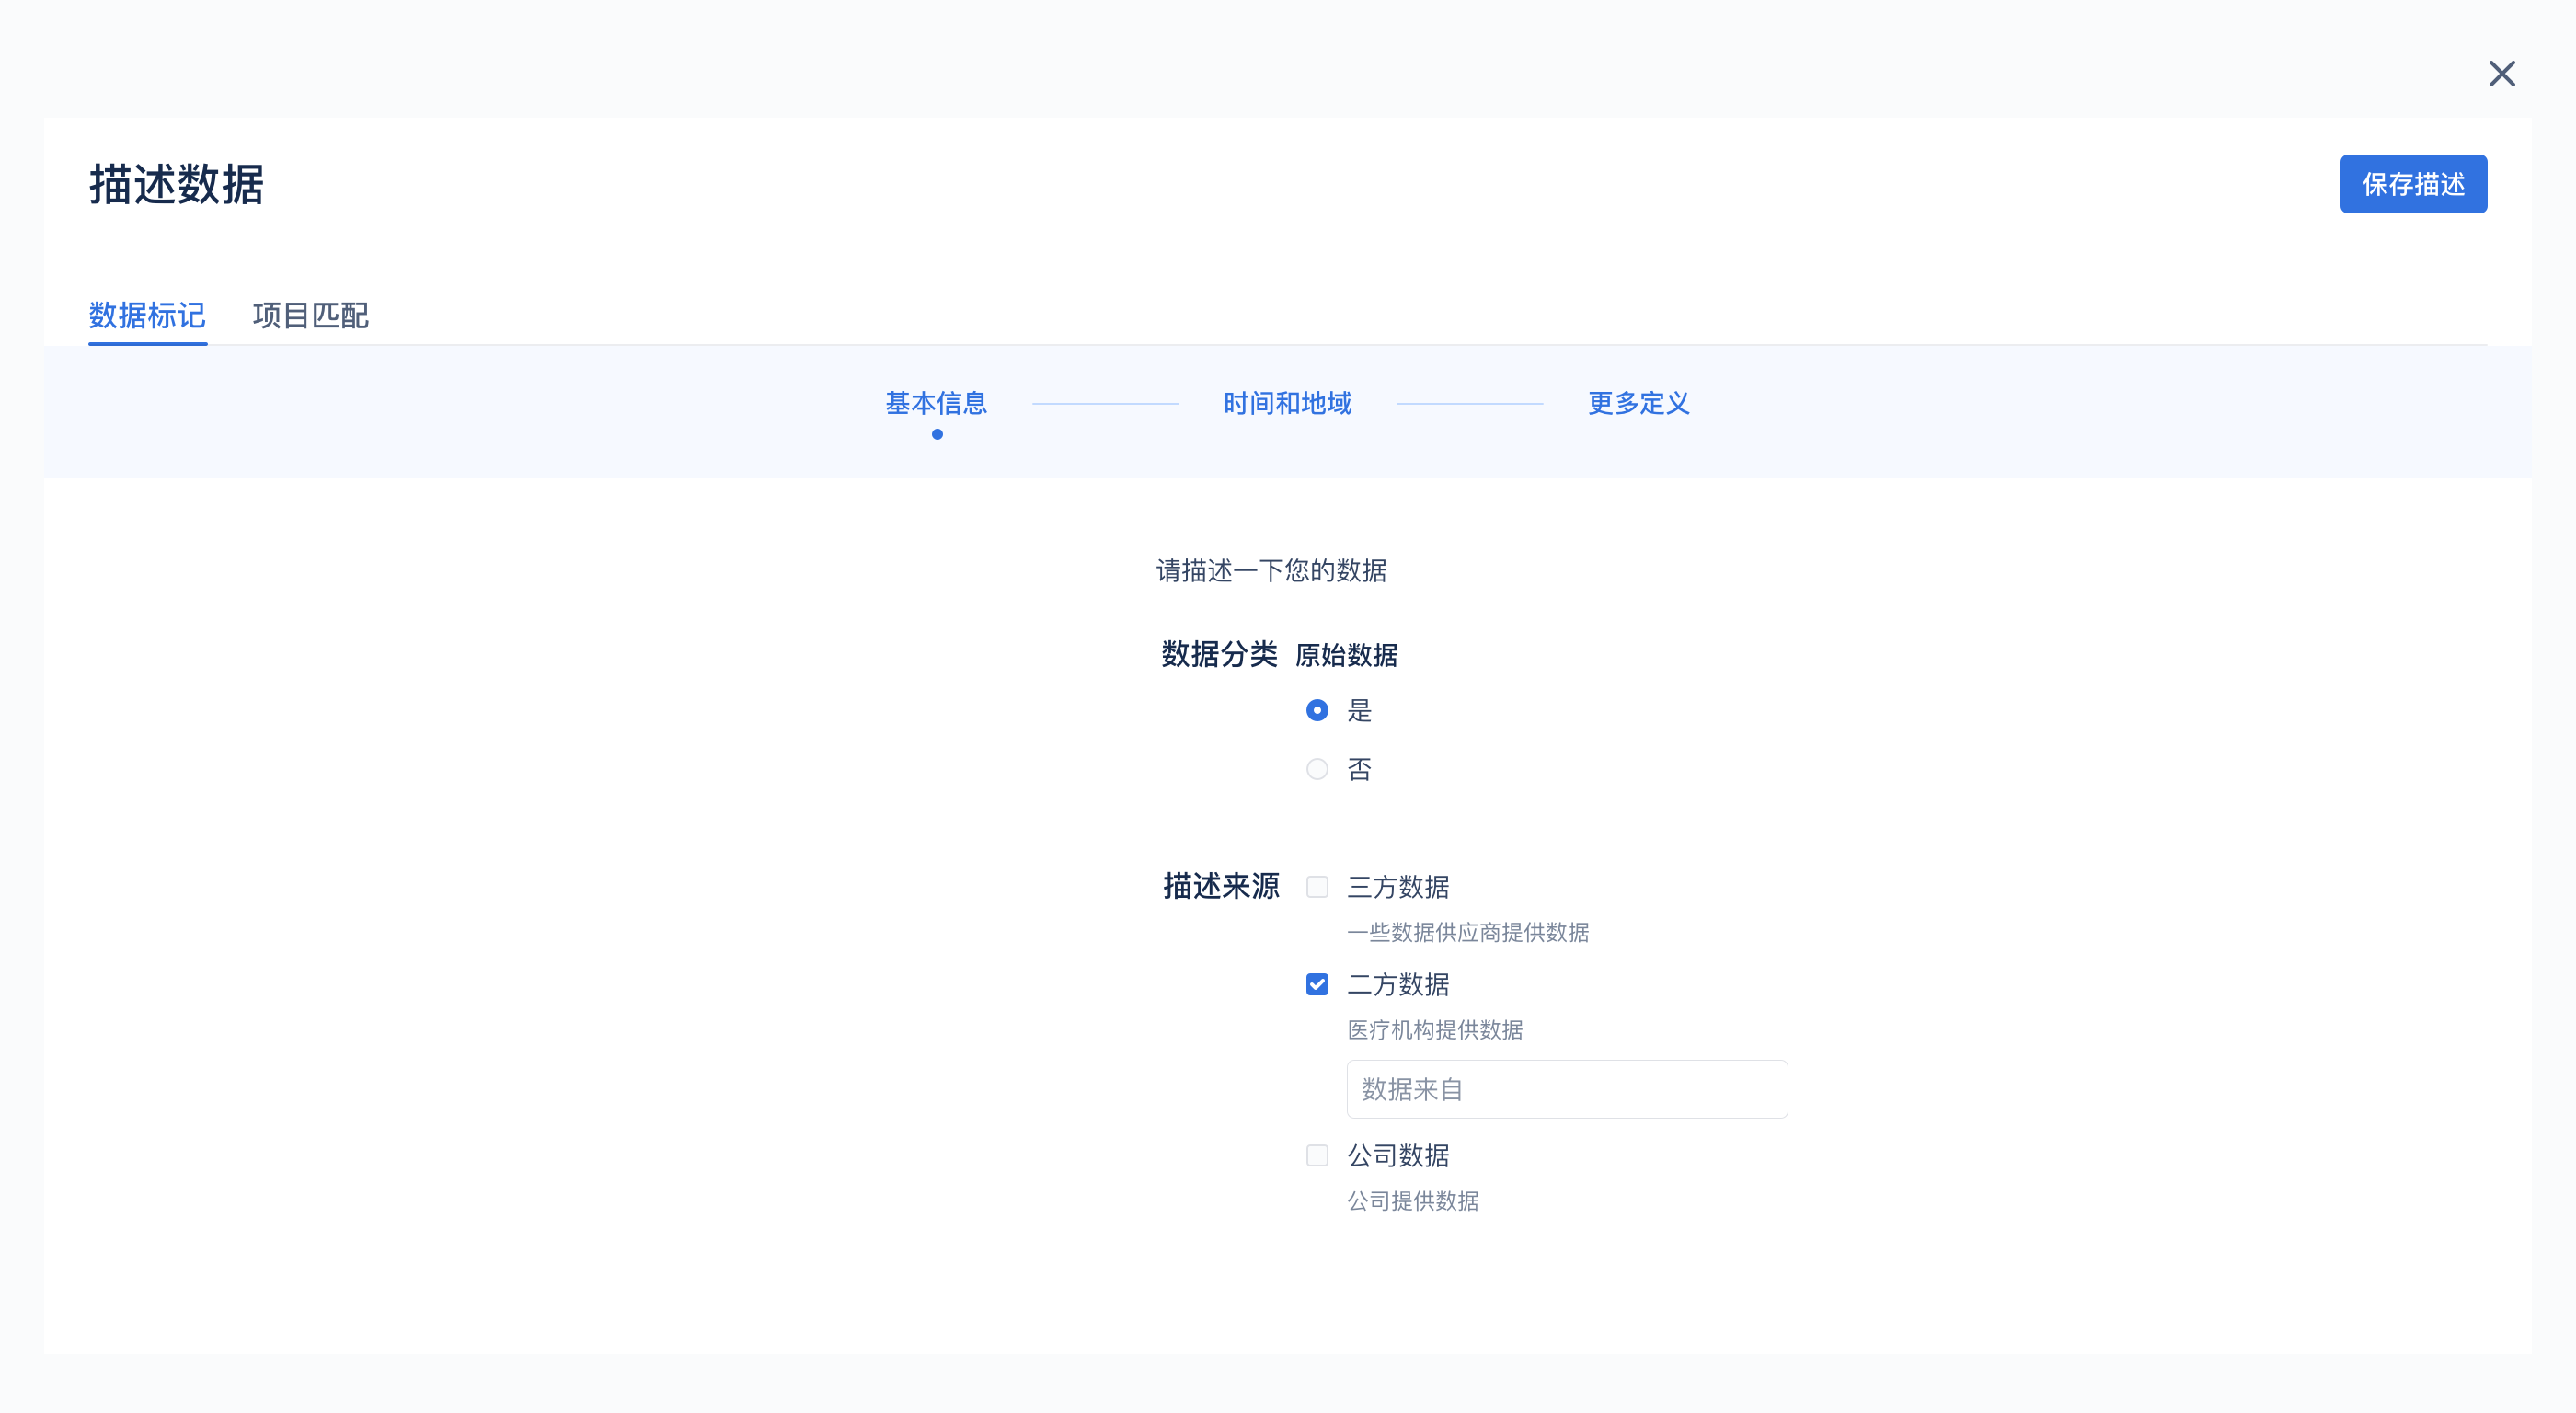 描述数据
保存描述
数据标记 项目匹配
基本信息 时间和地域 更多定义
请描述一下您的数据
数据分类 原始数据
是
否
描述来源 三方数据
一些数据供应商提供数据
二方数据
医疗机构提供数据
数据来自
公司数据
公司提供数据